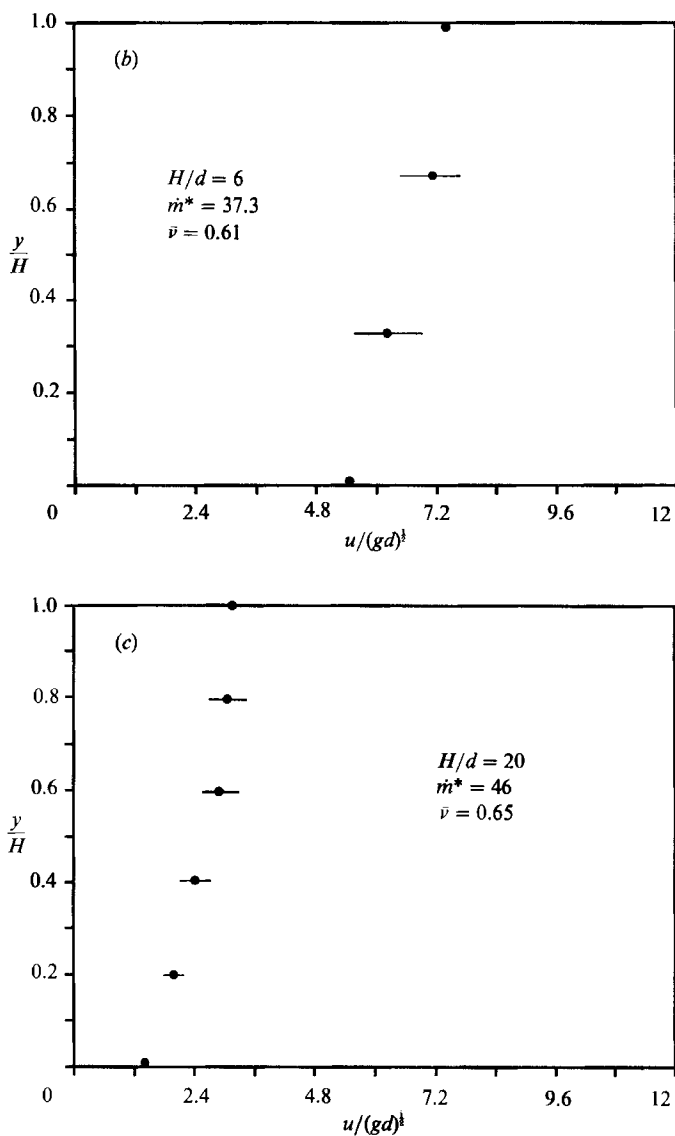 1.0
(b)
0.8
H/d = 6
ṁ* = 37.3
ν̄ = 0.61
0.6
y/H
0.4
0.2
0 2.4 4.8 7.2 9.6 12
u/(gd)^½
1.0
(c)
0.8
H/d = 20
ṁ* = 46
ν̄ = 0.65
0.6
y/H
0.4
0.2
0 2.4 4.8 7.2 9.6 12
u/(gd)^½